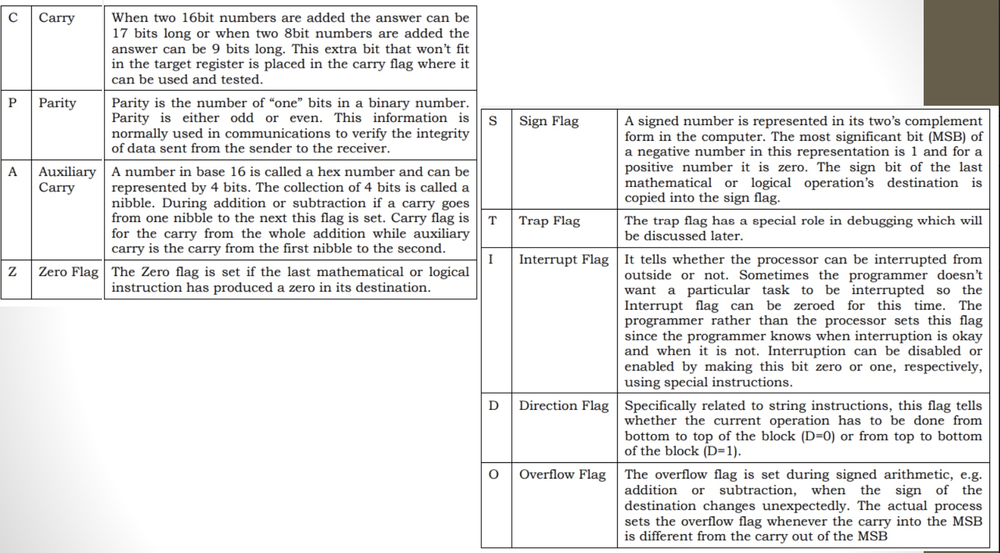 C Carry When two 16bit numbers are added the answer can be
17 bits long or when two 8bit numbers are added the
answer can be 9 bits long. This extra bit that won't fit
in the target register is placed in the carry flag where it
can be used and tested.
P Parity Parity is the number of “one” bits in a binary number.
Parity is either odd or even. This information is
normally used in communications to verify the integrity
of data sent from the sender to the receiver.
A Auxiliary A number in base 16 is called a hex number and can be
Carry represented by 4 bits. The collection of 4 bits is called a
nibble. During addition or subtraction if a carry goes
from one nibble to the next this flag is set. Carry flag is
for the carry from the whole addition while auxiliary
carry is the carry from the first nibble to the second.
Z Zero Flag The Zero flag is set if the last mathematical or logical
instruction has produced a zero in its destination.
S Sign Flag A signed number is represented in its two's complement
form in the computer. The most significant bit (MSB) of
a negative number in this representation is 1 and for a
positive number it is zero. The sign bit of the last
mathematical or logical operation's destination is
copied into the sign flag.
T Trap Flag The trap flag has a special role in debugging which will
be discussed later.
I Interrupt Flag It tells whether the processor can be interrupted from
outside or not. Sometimes the programmer doesn't
want a particular task to be interrupted so the
Interrupt flag can be zeroed for this time. The
programmer rather than the processor sets this flag
since the programmer knows when interruption is okay
and when it is not. Interruption can be disabled or
enabled by making this bit zero or one, respectively,
using special instructions.
D Direction Flag Specifically related to string instructions, this flag tells
whether the current operation has to be done from
bottom to top of the block (D=0) or from top to bottom
of the block (D=1).
O Overflow Flag The overflow flag is set during signed arithmetic, e.g.
addition or subtraction, when the sign of the
destination changes unexpectedly. The actual process
sets the overflow flag whenever the carry into the MSB
is different from the carry out of the MSB